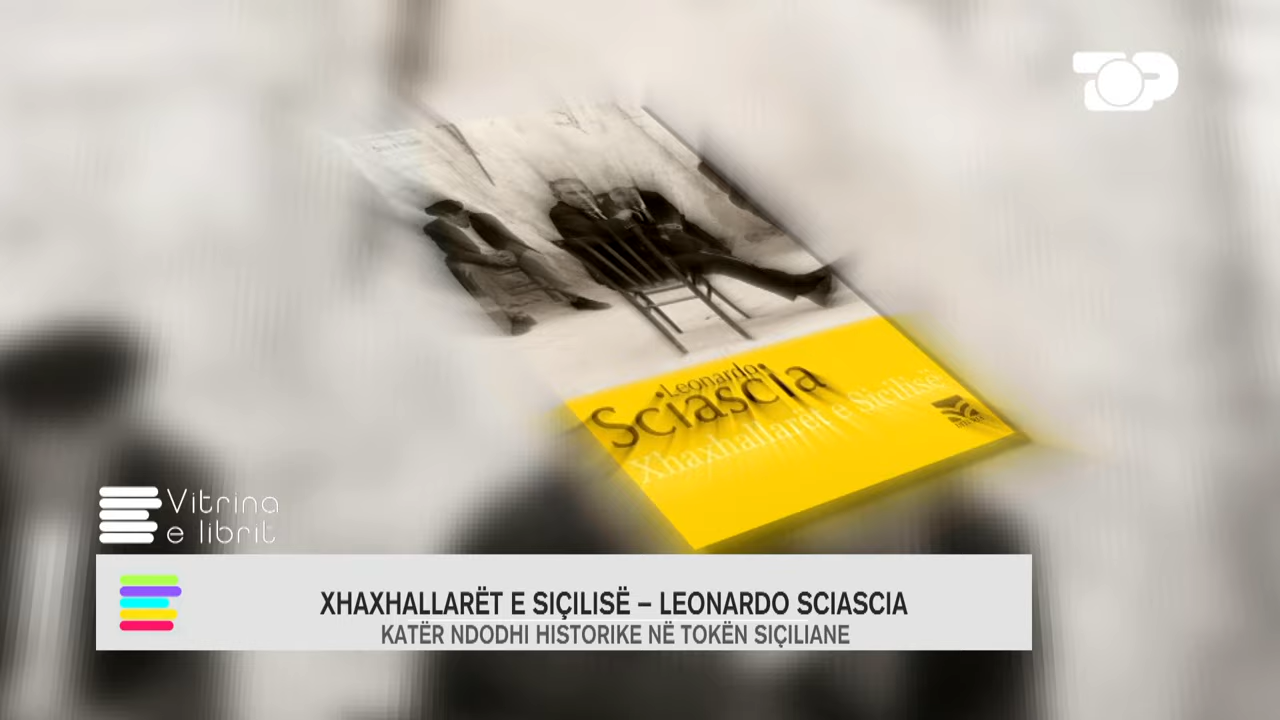 TOP
Leonardo
Sciascia
Xhaxhallarët e Siçilisë
Vitrina
e librit
XHAXHALLARËT E SIÇILISË – LEONARDO SCIASCIA
KATËR NDODHI HISTORIKE NË TOKËN SIÇILIANE